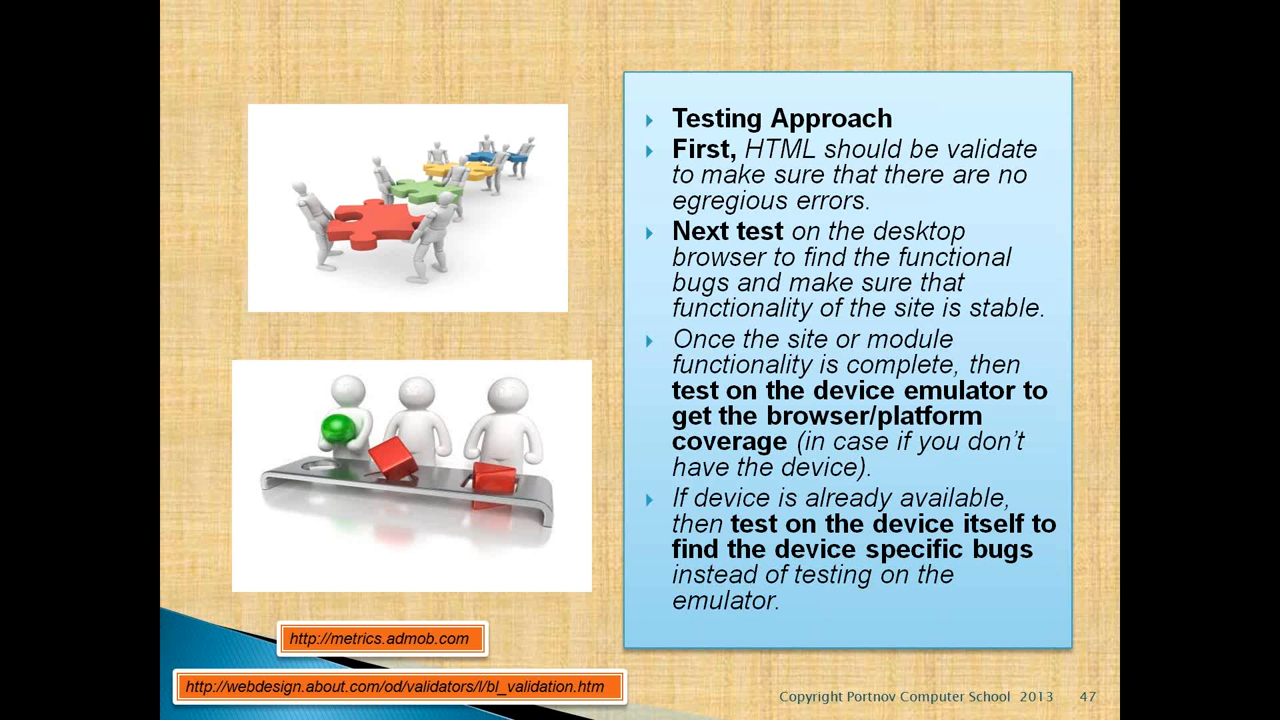 Testing Approach
First, HTML should be validate
to make sure that there are no
egregious errors.
Next test on the desktop
browser to find the functional
bugs and make sure that
functionality of the site is stable.
Once the site or module
functionality is complete, then
test on the device emulator to
get the browser/platform
coverage (in case if you don’t
have the device).
If device is already available,
then test on the device itself to
find the device specific bugs
instead of testing on the
emulator.
http://metrics.admob.com
http://webdesign.about.com/od/validators/l/bl_validation.htm
Copyright Portnov Computer School 2013 47